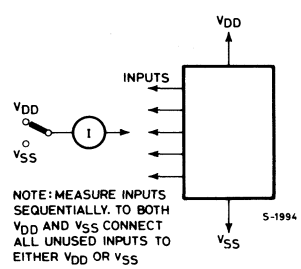 VDD
INPUTS
VDD
I
VSS
NOTE: MEASURE INPUTS
SEQUENTIALLY. TO BOTH
VDD AND VSS CONNECT
ALL UNUSED INPUTS TO
EITHER VDD OR VSS
S-1994
VSS